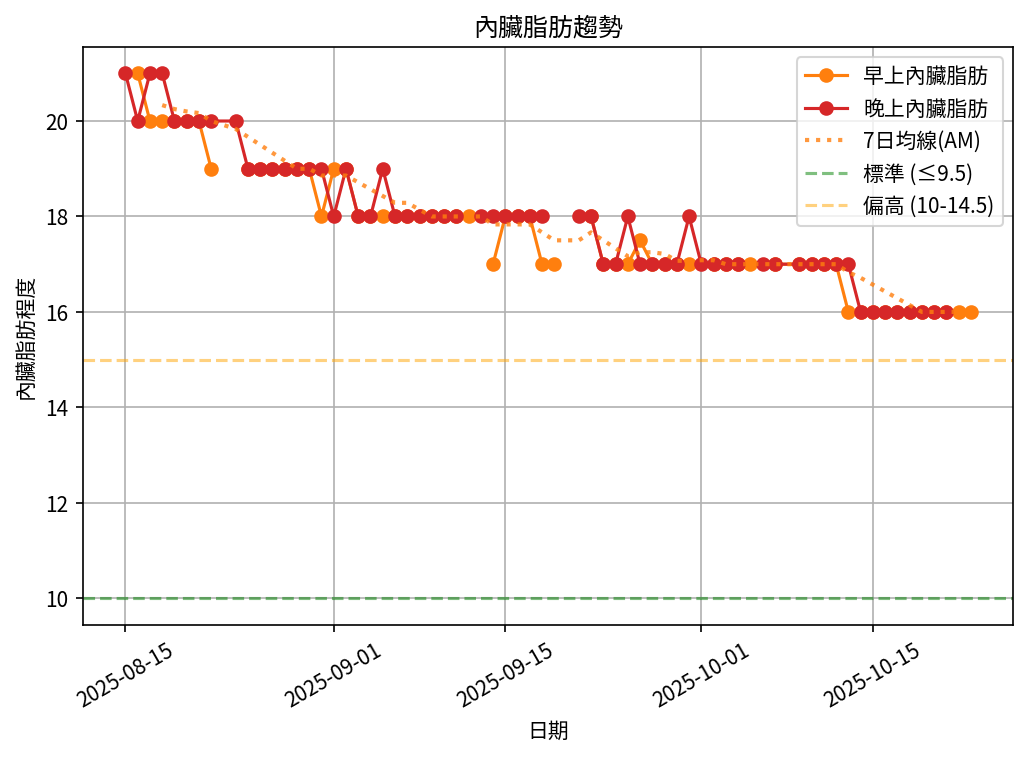 內臟脂肪趨勢
早上內臟脂肪
晚上內臟脂肪
7日均線(AM)
標準 (≤9.5)
偏高 (10-14.5)
內臟脂肪程度
20
18
16
14
12
10
2025-08-15
2025-09-01
2025-09-15
2025-10-01
2025-10-15
日期